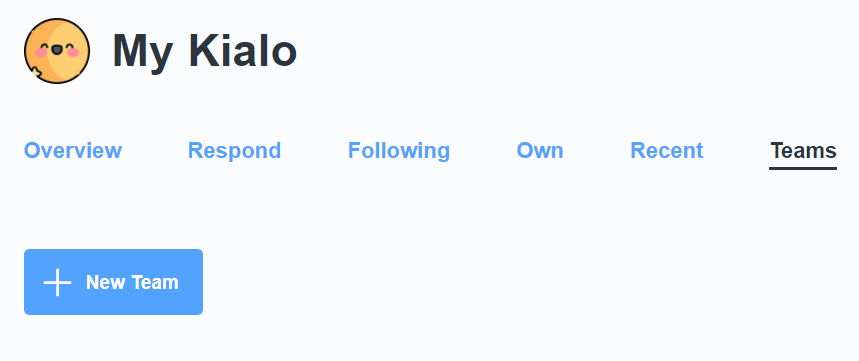 My Kialo
Overview Respond Following Own Recent Teams
New Team